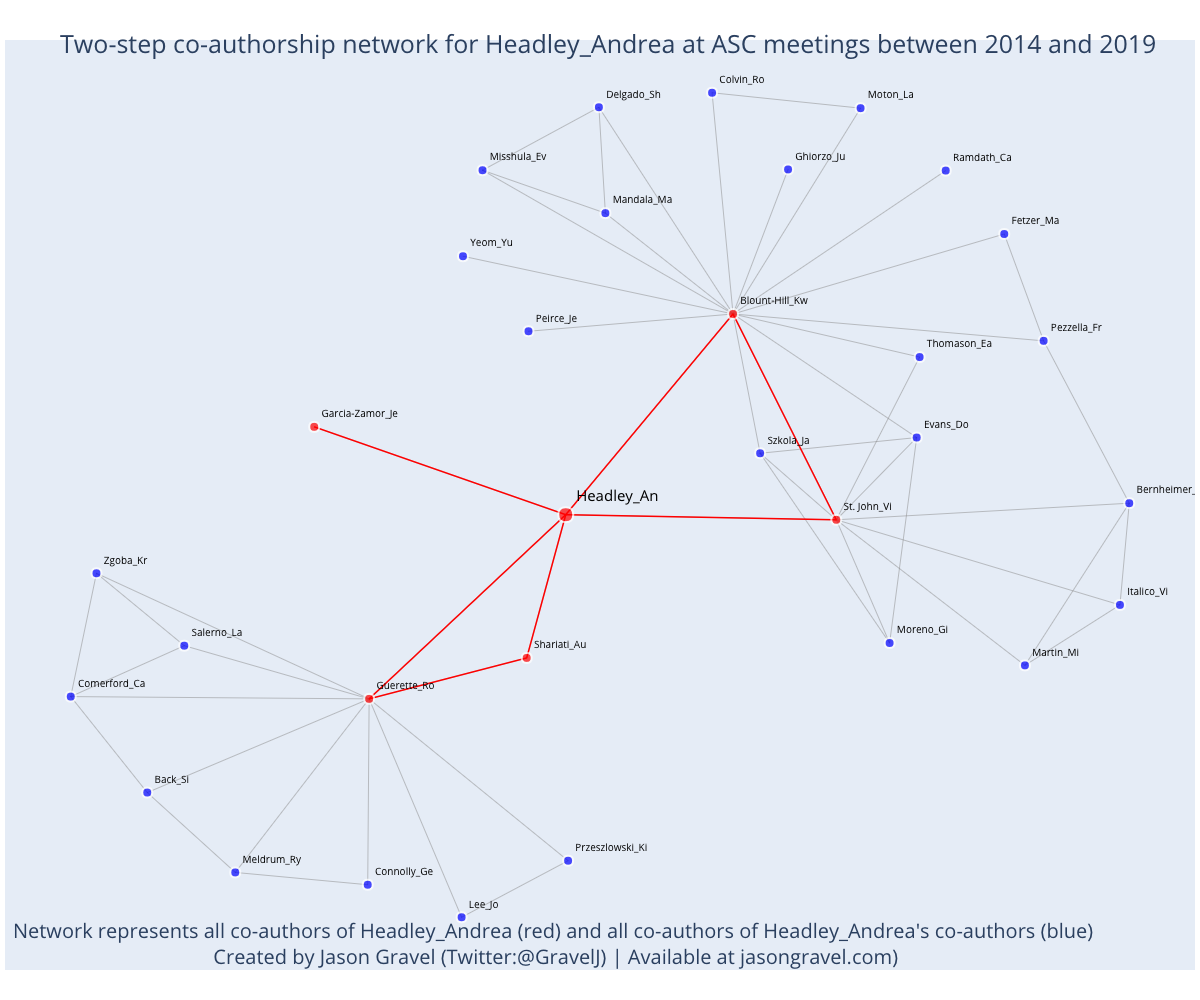 Two-step co-authorship network for Headley_Andrea at ASC meetings between 2014 and 2019
Colvin_Ro
Delgado_Sh
Moton_La
Misshula_Ev
Ghiorzo_Ju
Ramdath_Ca
Mandala_Ma
Fetzer_Ma
Yeom_Yu
Blount-Hill_Kw
Peirce_Je
Pezzella_Fr
Thomason_Ea
Garcia-Zamor_Je
Evans_Do
Szkola_Ja
Headley_An
Bernheimer_
St. John_Vi
Zgoba_Kr
Italico_Vi
Salerno_La
Moreno_Gi
Shariati_Au
Martin_Mi
Comerford_Ca
Guerette_Ro
Back_Si
Przeszlowski_Ki
Meldrum_Ry
Connolly_Ge
Lee_Jo
Network represents all co-authors of Headley_Andrea (red) and all co-authors of Headley_Andrea's co-authors (blue)
Created by Jason Gravel (Twitter:@GravelJ) | Available at jasongravel.com)